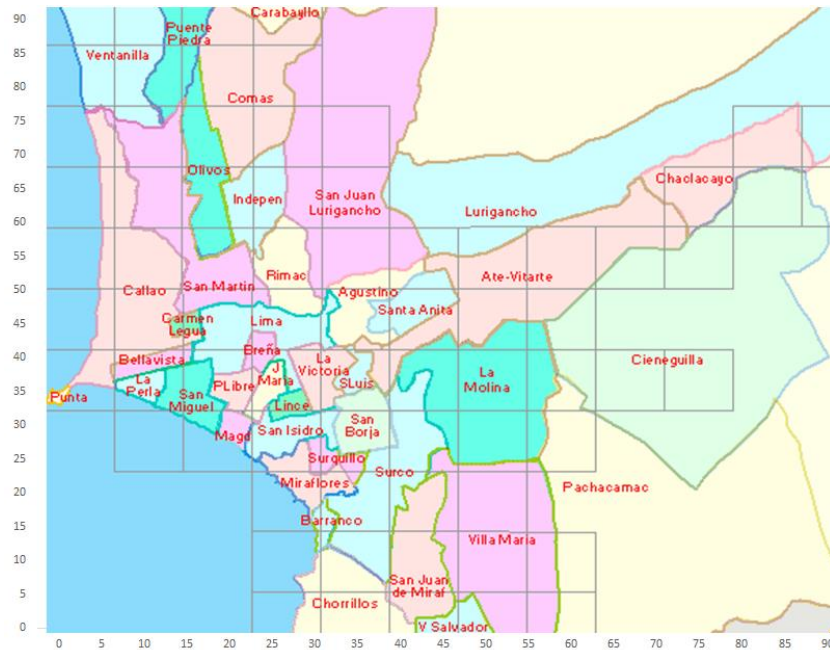 90
Carabayllo
Puente
Piedra
85
Ventanilla
80
Comas
75
70
Olivos
Chaclacayo
65
Indepen
San Juan
Lurigancho
Lurigancho
60
55
Rimac
Ate-Vitarte
50
Callao
San Martin
Agustino
Santa Anita
45
Carmen
Legua
Lima
40
Bellavista
Breña
La
Victoria
Cieneguilla
La
Perla
PLibre
J
Maria
SLuis
La
Molina
35
Punta
San
Miguel
Lince
30
Magd
San Isidro
San
Borja
25
Surquillo
Surco
20
Miraflores
Pachacamac
15
Barranco
Villa Maria
10
San Juan
de Miraf
5
Chorrillos
0
V Salvador
0 5 10 15 20 25 30 35 40 45 50 55 60 65 70 75 80 85 90